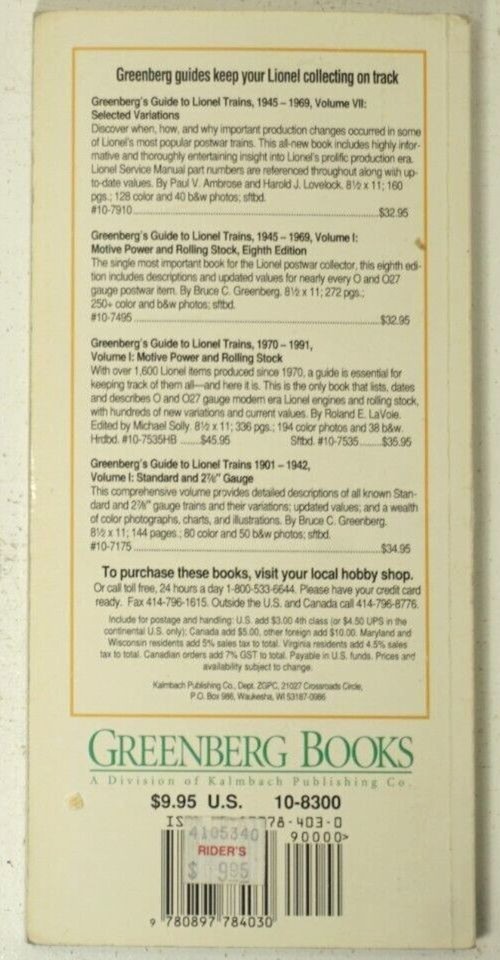 Greenberg guides keep your Lionel collecting on track
Greenberg's Guide to Lionel Trains, 1945 – 1969, Volume VII:
Selected Variations
Discover when, how, and why important production changes occurred in some
of Lionel's most popular postwar trains. This all-new book includes highly infor-
mative and thoroughly entertaining insight into Lionel's prolific production era.
Lionel Service Manual part numbers are referenced throughout along with up-
to-date values. By Paul V. Ambrose and Harold J. Lovelock. 8½ x 11; 160
pgs.; 128 color and 40 b&w photos; sftbd.
#10-7910 ........ $32.95
Greenberg's Guide to Lionel Trains, 1945 – 1969, Volume I:
Motive Power and Rolling Stock, Eighth Edition
The single most important book for the Lionel postwar collector, this eighth edi-
tion includes descriptions and updated values for nearly every O and O27
gauge postwar item. By Bruce C. Greenberg. 8½ x 11; 272 pgs.;
250+ color and b&w photos; sftbd.
#10-7495 ........ $32.95
Greenberg's Guide to Lionel Trains, 1970 – 1991,
Volume I: Motive Power and Rolling Stock
With over 1,600 Lionel items produced since 1970, a guide is essential for
keeping track of them all—and here it is. This is the only book that lists, dates
and describes O and O27 gauge modern era Lionel engines and rolling stock,
with hundreds of new variations and current values. By Roland E. LaVoie.
Edited by Michael Solly. 8½ x 11; 336 pgs.; 194 color photos and 38 b&w.
Hrdbd. #10-7535HB ........ $45.95 Sftbd. #10-7535 ........ $35.95
Greenberg's Guide to Lionel Trains 1901 – 1942,
Volume I: Standard and 2⅞" Gauge
This comprehensive volume provides detailed descriptions of all known Stan-
dard and 2⅞" gauge trains and their variations; updated values; and a wealth
of color photographs, charts, and illustrations. By Bruce C. Greenberg.
8½ x 11; 144 pages; 80 color and 50 b&w photos; sftbd.
#10-7175 ........ $34.95
To purchase these books, visit your local hobby shop.
Or call toll free, 24 hours a day 1-800-533-6644. Please have your credit card
ready. Fax 414-796-1615. Outside the U.S. and Canada call 414-796-8776.
Include for postage and handling: U.S. add $3.00 4th class (or $4.50 UPS in the
continental U.S. only); Canada add $5.00, other foreign add $10.00. Maryland and
Wisconsin residents add 5% sales tax to total. Virginia residents add 4.5% sales
tax to total. Canadian orders add 7% GST to total. Payable in U.S. funds. Prices and
availability subject to change.
Kalmbach Publishing Co., Dept. ZGPC, 21027 Crossroads Circle,
P.O. Box 986, Waukesha, WI 53187-0986
GREENBERG BOOKS
A Division of Kalmbach Publishing Co.
$9.95 U.S. 10-8300
78-403-0
4105340
90000>
RIDER'S
$ 995
9 780897 784030